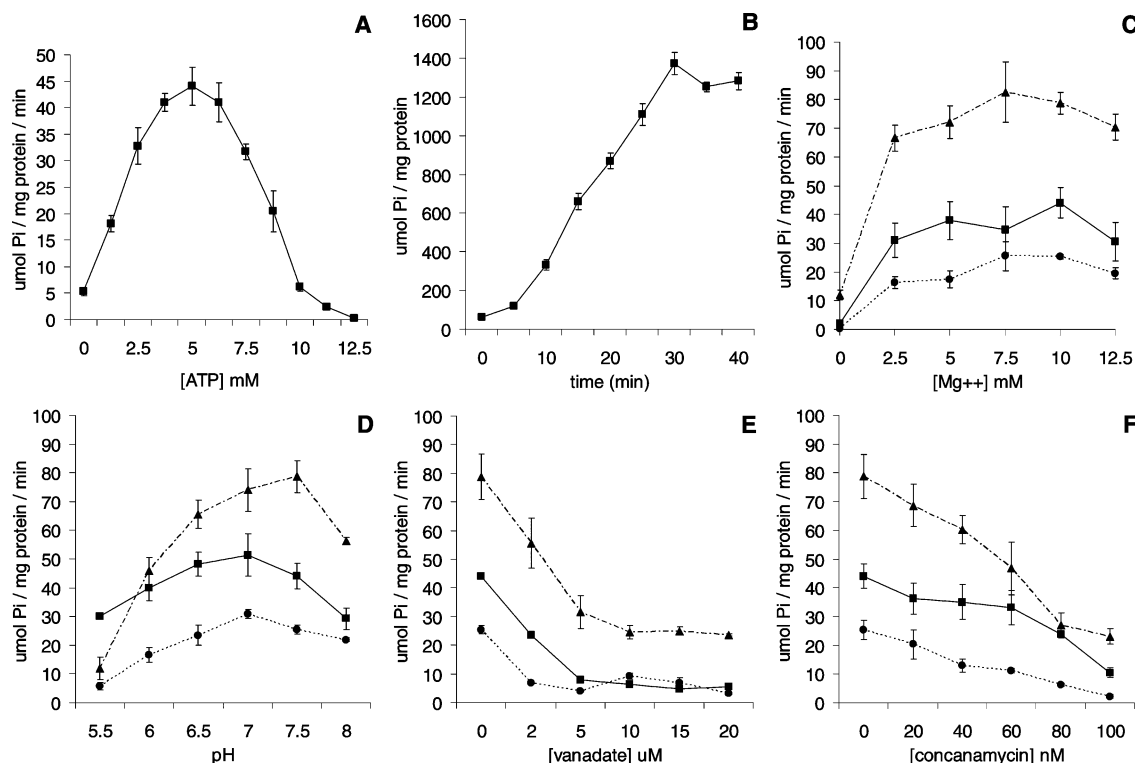 A
umol Pi / mg protein / min
50
45
40
35
30
25
20
15
10
5
0
0 2.5 5 7.5 10 12.5
[ATP] mM
B
umol Pi / mg protein / min
1600
1400
1200
1000
800
600
400
200
0
0 10 20 30 40
time (min)
C
umol Pi / mg protein / min
100
90
80
70
60
50
40
30
20
10
0
0 2.5 5 7.5 10 12.5
[Mg++] mM
D
umol Pi / mg protein / min
100
90
80
70
60
50
40
30
20
10
0
5.5 6 6.5 7 7.5 8
pH
E
umol Pi / mg protein / min
100
90
80
70
60
50
40
30
20
10
0
0 2 5 10 15 20
[vanadate] uM
F
umol Pi / mg protein / min
100
90
80
70
60
50
40
30
20
10
0
0 20 40 60 80 100
[concanamycin] nM